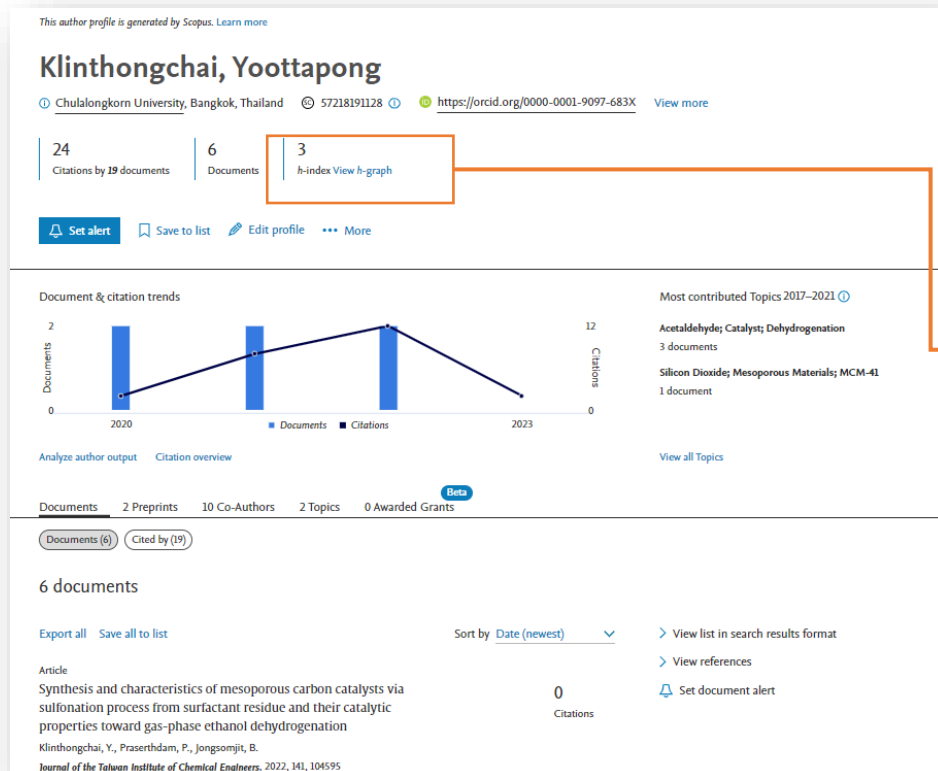 This author profile is generated by Scopus. Learn more
Klinthongchai, Yoottapong
Chulalongkorn University, Bangkok, Thailand SC 57218191128 iD https://orcid.org/0000-0001-9097-683X View more
24 6 3
Citations by 19 documents Documents h-index View h-graph
Set alert Save to list Edit profile ••• More
Document & citation trends Most contributed Topics 2017–2021
2 12
Acetaldehyde; Catalyst; Dehydrogenation
3 documents
Documents Citations
Silicon Dioxide; Mesoporous Materials; MCM-41
1 document
0 0
2020 Documents Citations 2023
Analyze author output Citation overview View all Topics
Beta
Documents 2 Preprints 10 Co-Authors 2 Topics 0 Awarded Grants
Documents (6) Cited by (19)
6 documents
Export all Save all to list Sort by Date (newest) View list in search results format
View references
Set document alert
Article
Synthesis and characteristics of mesoporous carbon catalysts via
sulfonation process from surfactant residue and their catalytic
properties toward gas-phase ethanol dehydrogenation
0
Citations
Klinthongchai, Y., Praserthdam, P., Jongsomjit, B.
Journal of the Taiwan Institute of Chemical Engineers, 2022, 141, 104595